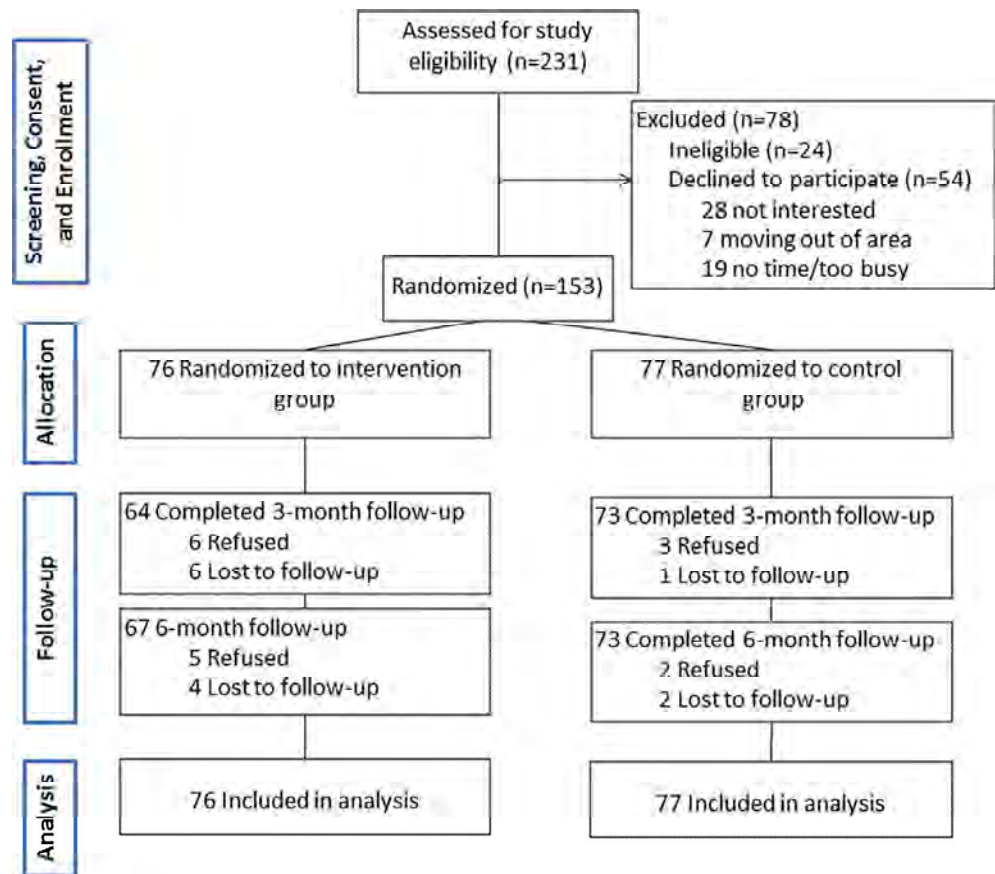 Screening, Consent,
and Enrollment
Assessed for study
eligibility (n=231)
Excluded (n=78)
Ineligible (n=24)
Declined to participate (n=54)
28 not interested
7 moving out of area
19 no time/too busy
Randomized (n=153)
Allocation
76 Randomized to intervention
group
77 Randomized to control
group
Follow-up
64 Completed 3-month follow-up
6 Refused
6 Lost to follow-up
73 Completed 3-month follow-up
3 Refused
1 Lost to follow-up
67 6-month follow-up
5 Refused
4 Lost to follow-up
73 Completed 6-month follow-up
2 Refused
2 Lost to follow-up
Analysis
76 Included in analysis
77 Included in analysis